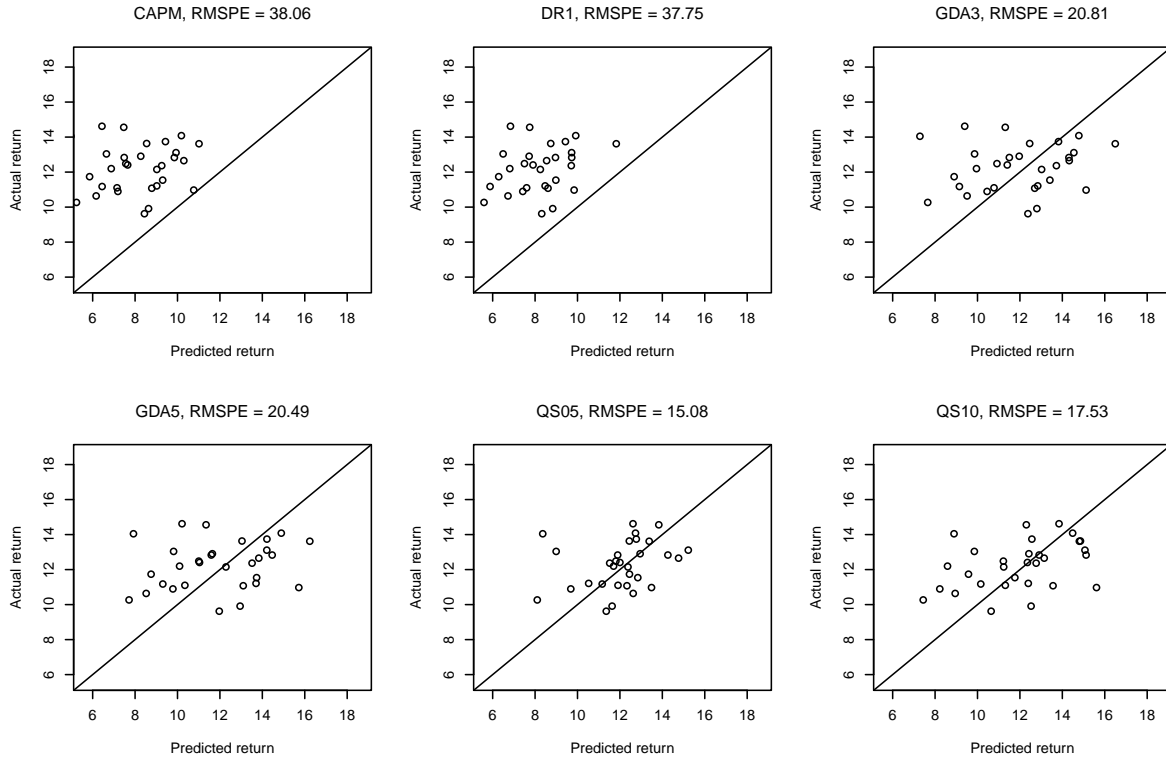 CAPM, RMSPE = 38.06
Actual return
6 8 10 12 14 16 18
6 8 10 12 14 16 18
Predicted return
DR1, RMSPE = 37.75
Actual return
6 8 10 12 14 16 18
6 8 10 12 14 16 18
Predicted return
GDA3, RMSPE = 20.81
Actual return
6 8 10 12 14 16 18
6 8 10 12 14 16 18
Predicted return
GDA5, RMSPE = 20.49
Actual return
6 8 10 12 14 16 18
6 8 10 12 14 16 18
Predicted return
QS05, RMSPE = 15.08
Actual return
6 8 10 12 14 16 18
6 8 10 12 14 16 18
Predicted return
QS10, RMSPE = 17.53
Actual return
6 8 10 12 14 16 18
6 8 10 12 14 16 18
Predicted return